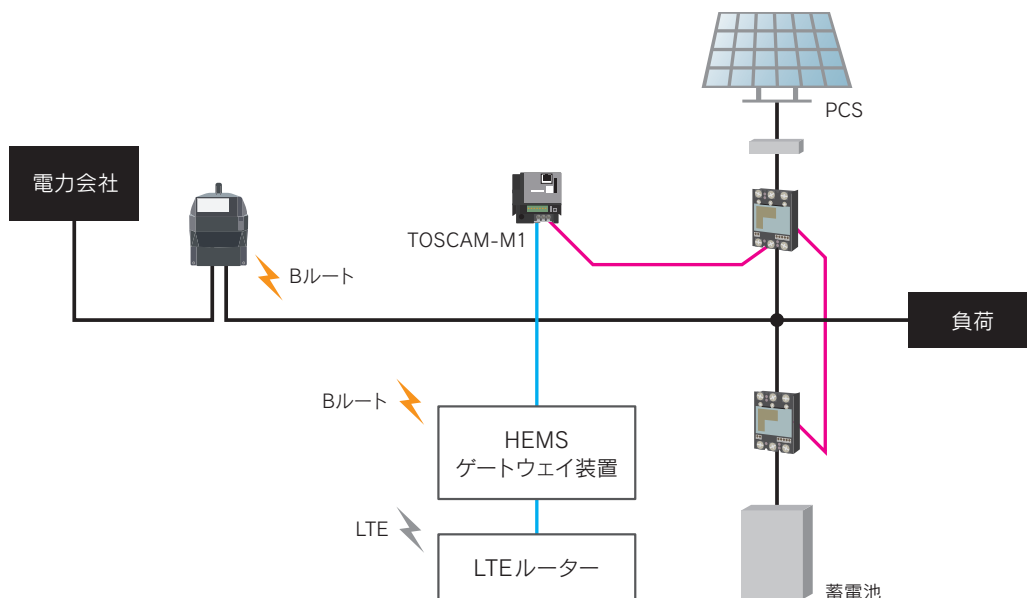 PCS
電力会社
TOSCAM-M1
Bルート
負荷
Bルート
HEMS
ゲートウェイ装置
LTE
LTEルーター
蓄電池